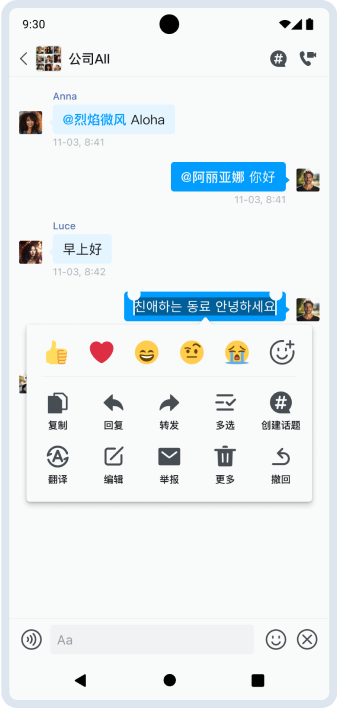 9:30
公司All
Anna
@烈焰微风 Aloha
11-03, 8:41
@阿丽亚娜 你好
11-03, 8:41
Luce
早上好
11-03, 8:42
친애하는 동료 안녕하세요
复制 回复 转发 多选 创建话题
翻译 编辑 举报 更多 撤回
Aa